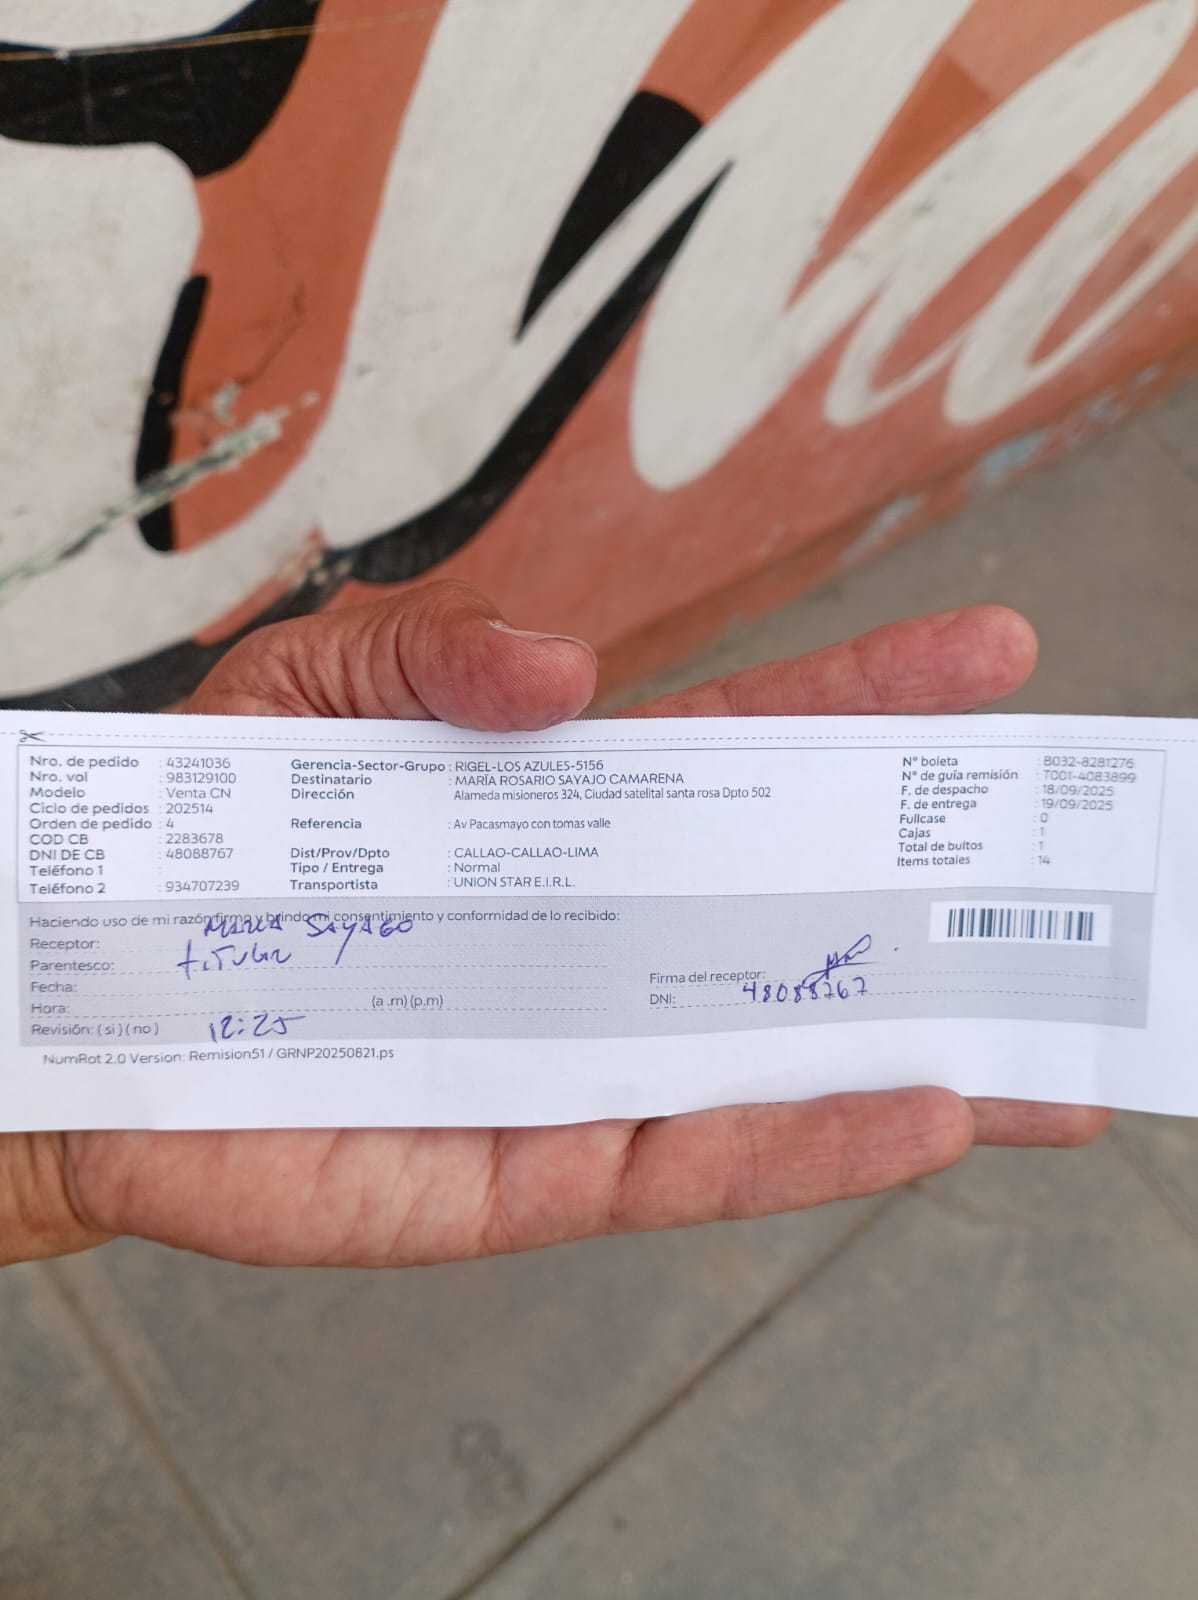 Nro. de pedido : 43241036
Nro. vol : 983129100
Modelo : Venta CN
Ciclo de pedidos : 202514
Orden de pedido : 4
COD CB : 2283678
DNI DE CB : 48088767
Teléfono 1 :
Teléfono 2 : 934707239
Gerencia-Sector-Grupo : RIGEL-LOS AZULES-5156
Destinatario : MARÍA ROSARIO SAYAJO CAMARENA
Dirección : Alameda misioneros 324, Ciudad satelital santa rosa Dpto 502
Referencia : Av Pacasmayo con tomas valle
Dist/Prov/Dpto : CALLAO-CALLAO-LIMA
Tipo / Entrega : Normal
Transportista : UNION STAR E.I.R.L.
N° boleta : B032-8281276
N° de guía remisión : T001-4083899
F. de despacho : 18/09/2025
F. de entrega : 19/09/2025
Fullcase : 0
Cajas : 1
Total de bultos : 1
Items totales : 14
Haciendo uso de mi razón firmo y brindo mi consentimiento y conformidad de lo recibido:
Receptor: MARIA SAYAGO
Parentesco: titular
Fecha:
Hora: (a .m) (p.m)
Revisión: ( si ) ( no ) 12:25
Firma del receptor:
DNI: 48088767
NumRot 2.0 Version: Remision51 / GRNP20250821.ps